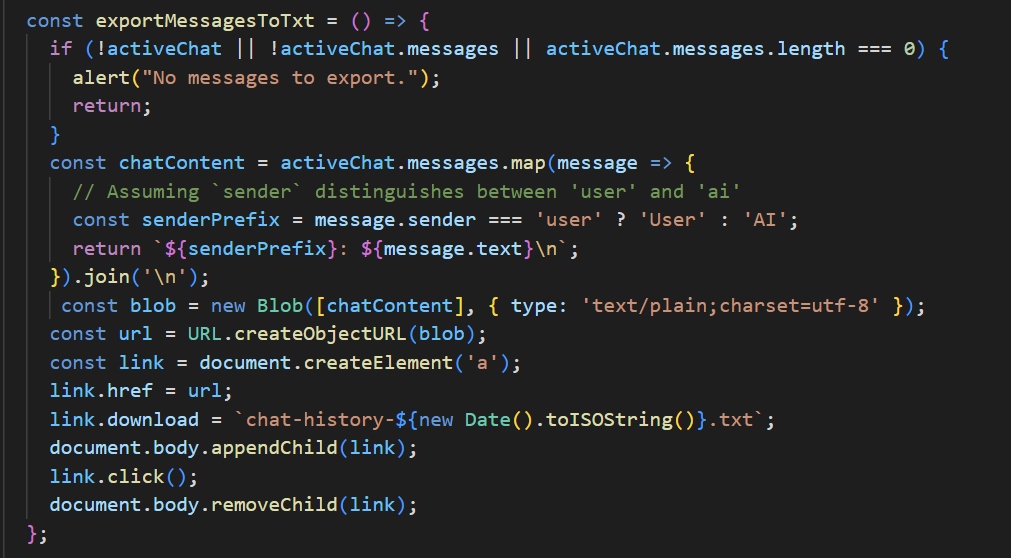 const exportMessagesToTxt = () => {
  if (!activeChat || !activeChat.messages || activeChat.messages.length === 0) {
    alert("No messages to export.");
    return;
  }
  const chatContent = activeChat.messages.map(message => {
    // Assuming `sender` distinguishes between 'user' and 'ai'
    const senderPrefix = message.sender === 'user' ? 'User' : 'AI';
    return `${senderPrefix}: ${message.text}\n`;
  }).join('\n');
   const blob = new Blob([chatContent], { type: 'text/plain;charset=utf-8' });
  const url = URL.createObjectURL(blob);
  const link = document.createElement('a');
  link.href = url;
  link.download = `chat-history-${new Date().toISOString()}.txt`;
  document.body.appendChild(link);
  link.click();
  document.body.removeChild(link);
};